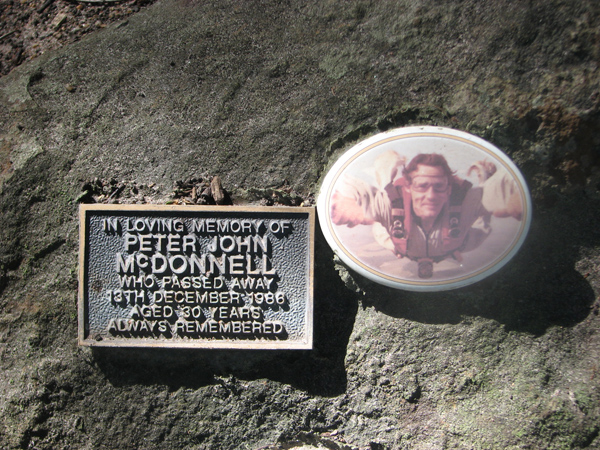 IN LOVING MEMORY OF
PETER JOHN
McDONNELL
WHO PASSED AWAY
13TH DECEMBER 1986
AGED 30 YEARS
ALWAYS REMEMBERED